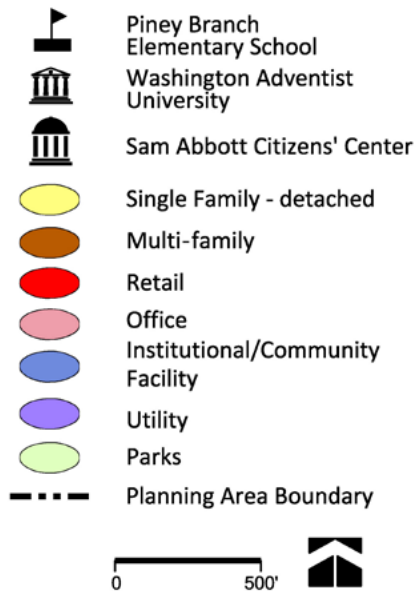 Piney Branch
Elementary School
Washington Adventist
University
Sam Abbott Citizens' Center
Single Family - detached
Multi-family
Retail
Office
Institutional/Community
Facility
Utility
Parks
Planning Area Boundary
0 500'